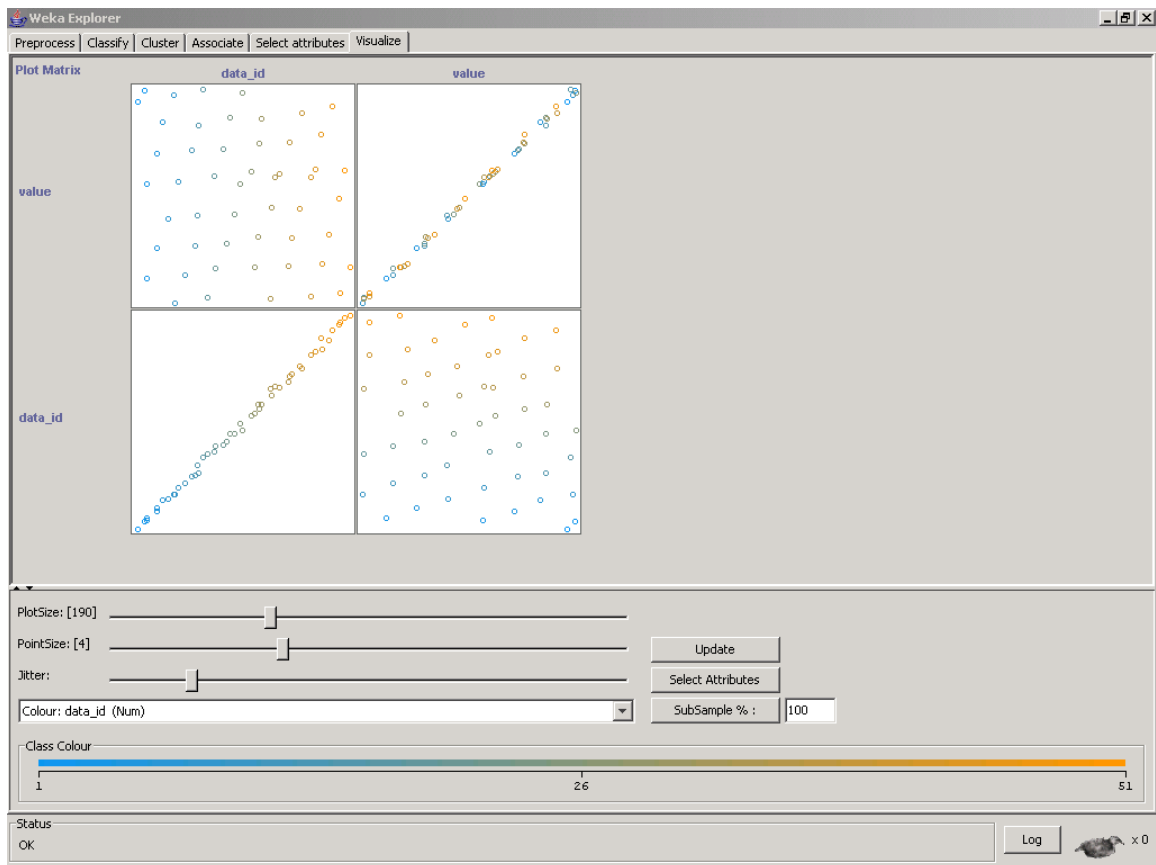 Weka Explorer
Preprocess Classify Cluster Associate Select attributes Visualize
Plot Matrix
data_id value
value
data_id
PlotSize: [190]
PointSize: [4]
Update
Jitter:
Select Attributes
Colour: data_id (Num)
SubSample % : 100
Class Colour
1 26 51
Status
OK
Log
x 0